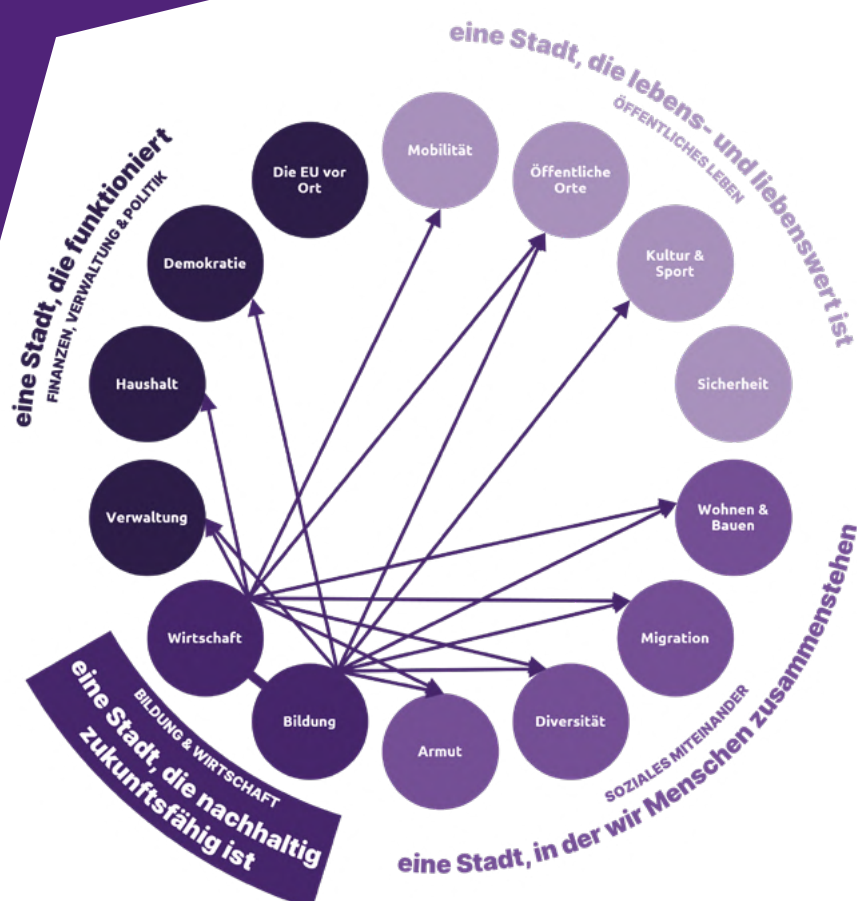 eine Stadt, die lebens- und liebenswert ist
ÖFFENTLICHES LEBEN
eine Stadt, die funktioniert
FINANZEN, VERWALTUNG & POLITIK
Mobilität
Die EU vor
Ort
Öffentliche
Orte
Demokratie
Kultur &
Sport
Haushalt
Sicherheit
Verwaltung
Wohnen &
Bauen
Wirtschaft
Migration
Bildung
Diversität
Armut
BILDUNG & WIRTSCHAFT
eine Stadt, die nachhaltig
zukunftsfähig ist
SOZIALES MITEINANDER
eine Stadt, in der wir Menschen zusammenstehen